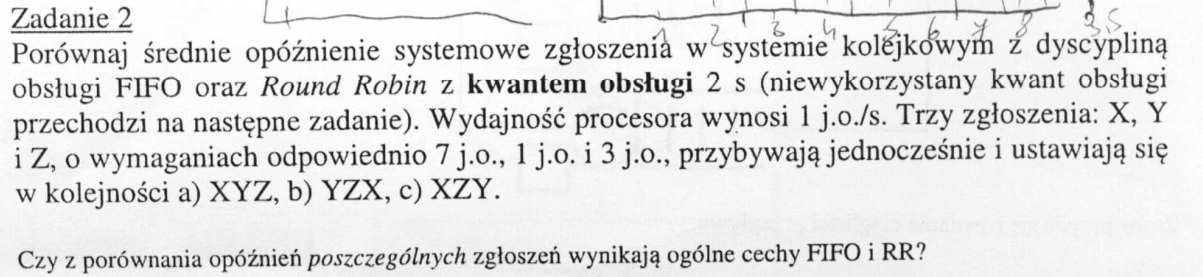 Zadanie 2
1 2 3 4 5 6 7 8 9,5
Porównaj średnie opóźnienie systemowe zgłoszenia w systemie kolejkowym z dyscypliną
obsługi FIFO oraz Round Robin z kwantem obsługi 2 s (niewykorzystany kwant obsługi
przechodzi na następne zadanie). Wydajność procesora wynosi 1 j.o./s. Trzy zgłoszenia: X, Y
i Z, o wymaganiach odpowiednio 7 j.o., 1 j.o. i 3 j.o., przybywają jednocześnie i ustawiają się
w kolejności a) XYZ, b) YZX, c) XZY.
Czy z porównania opóźnień poszczególnych zgłoszeń wynikają ogólne cechy FIFO i RR?